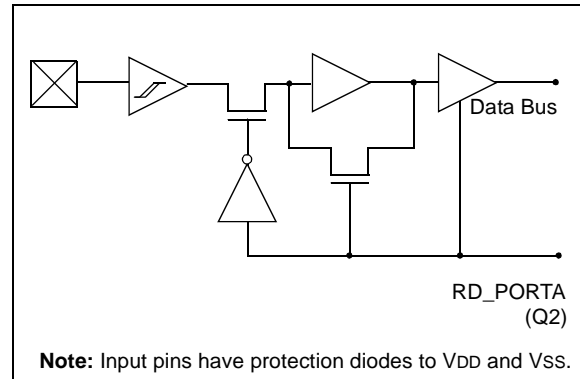 Data Bus
RD_PORTA
(Q2)
Note: Input pins have protection diodes to VDD and VSS.